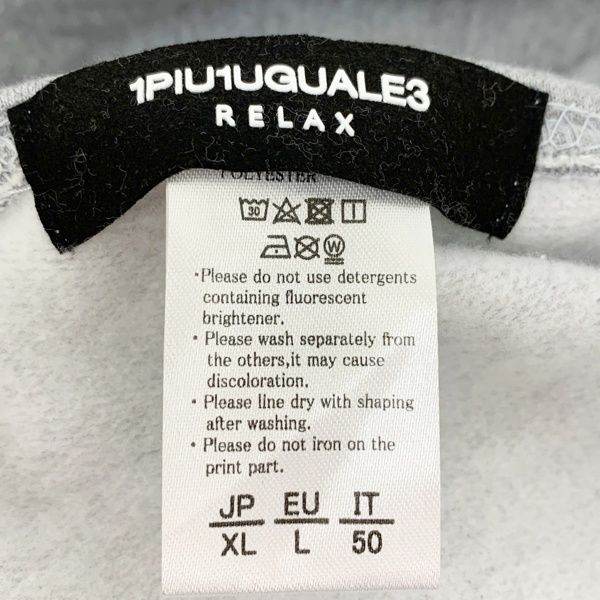 1PIU1UGUALE3
RELAX
POLYESTER
30
W
・Please do not use detergents
containing fluorescent
brightener.
・Please wash separately from
the others,it may cause
discoloration.
・Please line dry with shaping
after washing.
・Please do not iron on the
print part.
JP EU IT
XL L 50